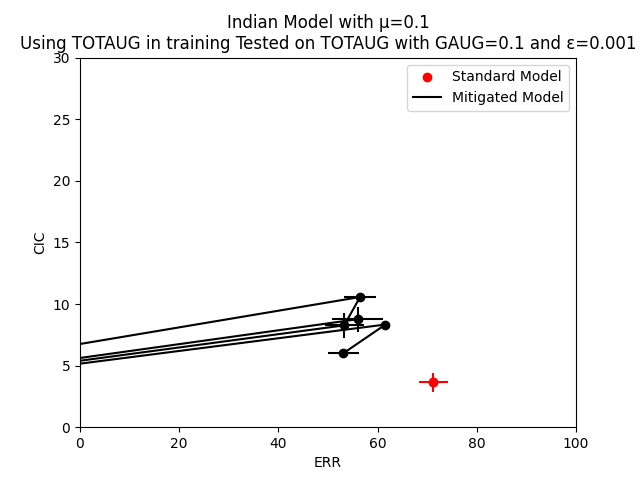 Indian Model with μ=0.1
Using TOTAUG in training Tested on TOTAUG with GAUG=0.1 and ε=0.001
Standard Model
Mitigated Model
30
25
20
15
10
5
0
CIC
0 20 40 60 80 100
ERR